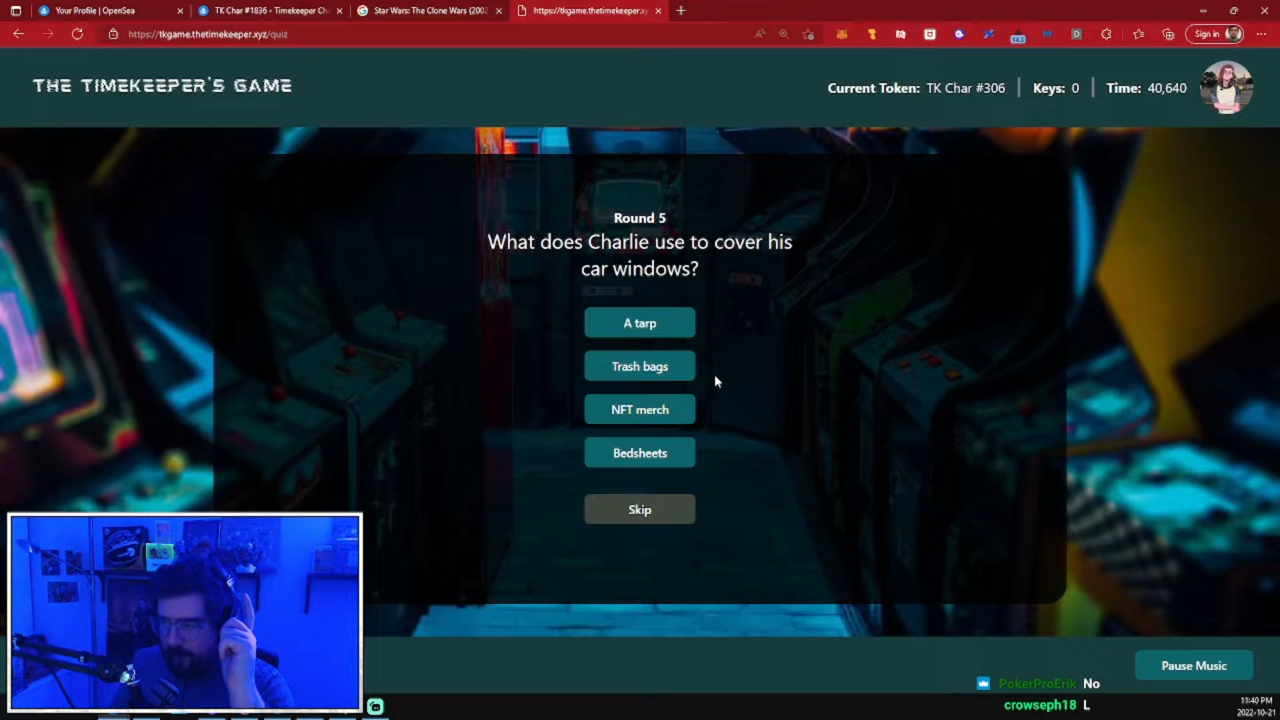 Your Profile | OpenSea
TK Char #1836 - Timekeeper Ch
Star Wars: The Clone Wars (200
https://tkgame.thetimekeeper.xy
https://tkgame.thetimekeeper.xyz/quiz
Sign in
THE TIMEKEEPER'S GAME
Current Token: TK Char #306
Keys: 0
Time: 40,640
Round 5
What does Charlie use to cover his
car windows?
A tarp
Trash bags
NFT merch
Bedsheets
Skip
Pause Music
PokerProErik No
crowseph18 L
11:40 PM
2022-10-21